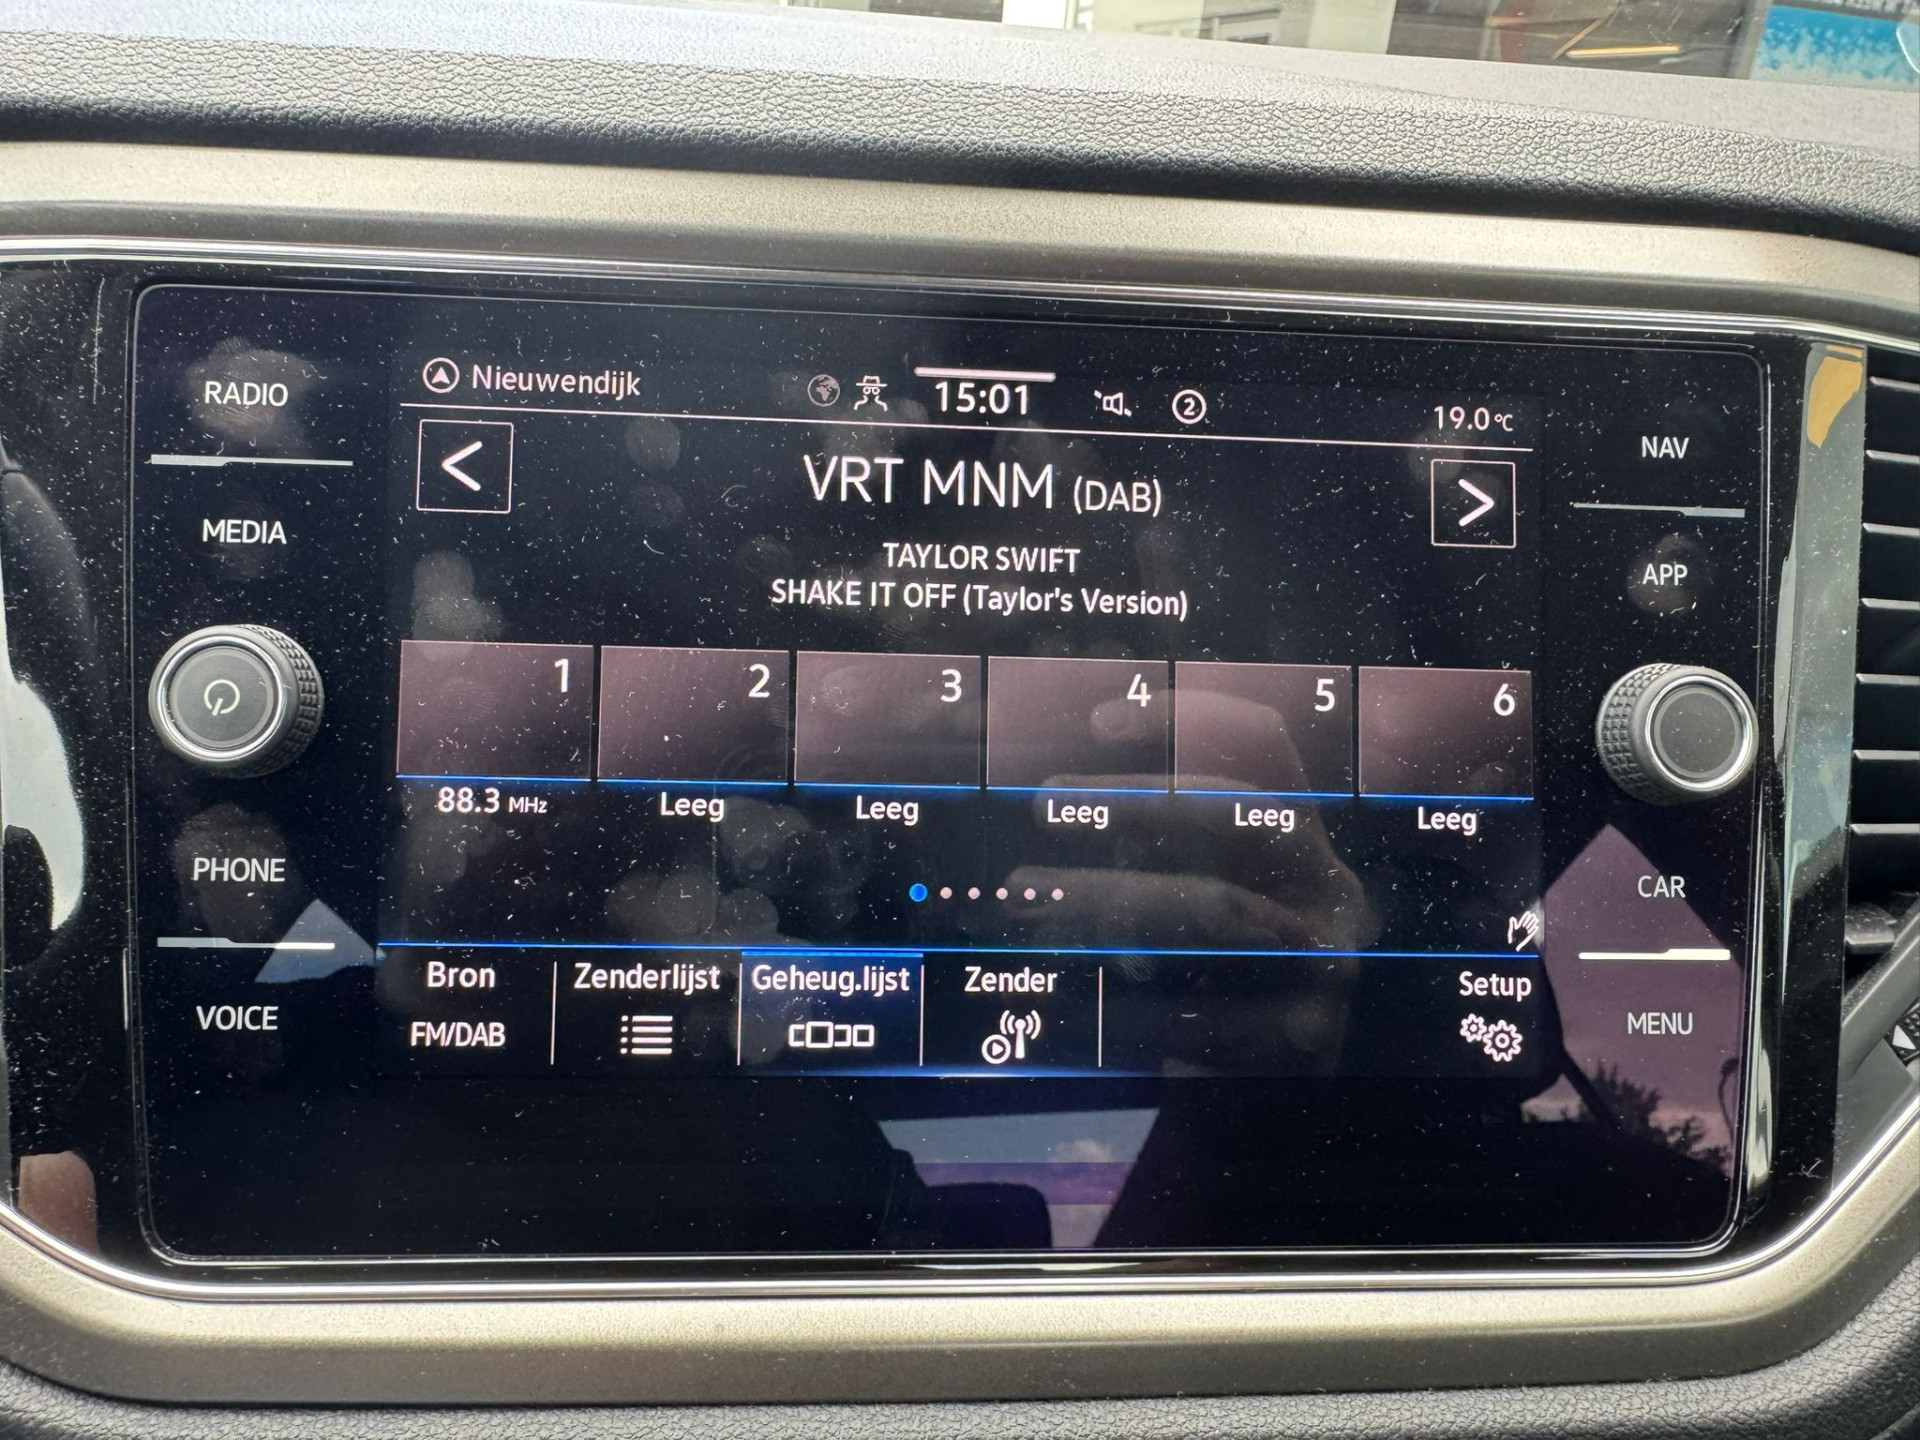 Nieuwendijk
15:01
2
19.0°C
RADIO
MEDIA
PHONE
VOICE
<
VRT MNM (DAB)
>
TAYLOR SWIFT
SHAKE IT OFF (Taylor's Version)
1
2
3
4
5
6
88.3 MHz
Leeg
Leeg
Leeg
Leeg
Leeg
Bron
FM/DAB
Zenderlijst
Geheug.lijst
Zender
Setup
NAV
APP
CAR
MENU